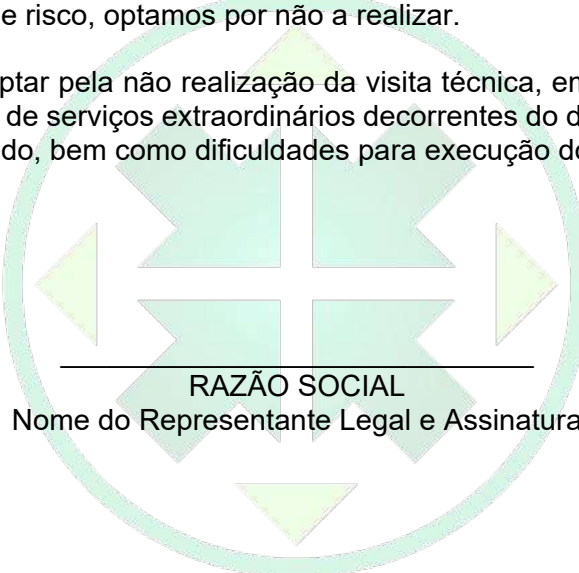 e risco, optamos por não a realizar.
ptar pela não realização da visita técnica, en
de serviços extraordinários decorrentes do d
do, bem como dificuldades para execução do
RAZÃO SOCIAL
Nome do Representante Legal e Assinatura